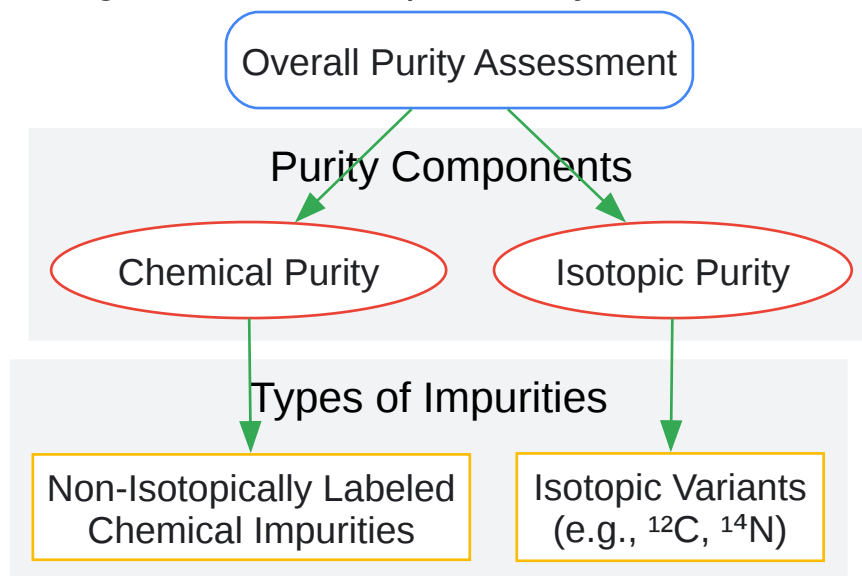 Overall Purity Assessment
Purity Components
Chemical Purity
Isotopic Purity
Types of Impurities
Non-Isotopically Labeled
Chemical Impurities
Isotopic Variants
(e.g., ¹²C, ¹⁴N)